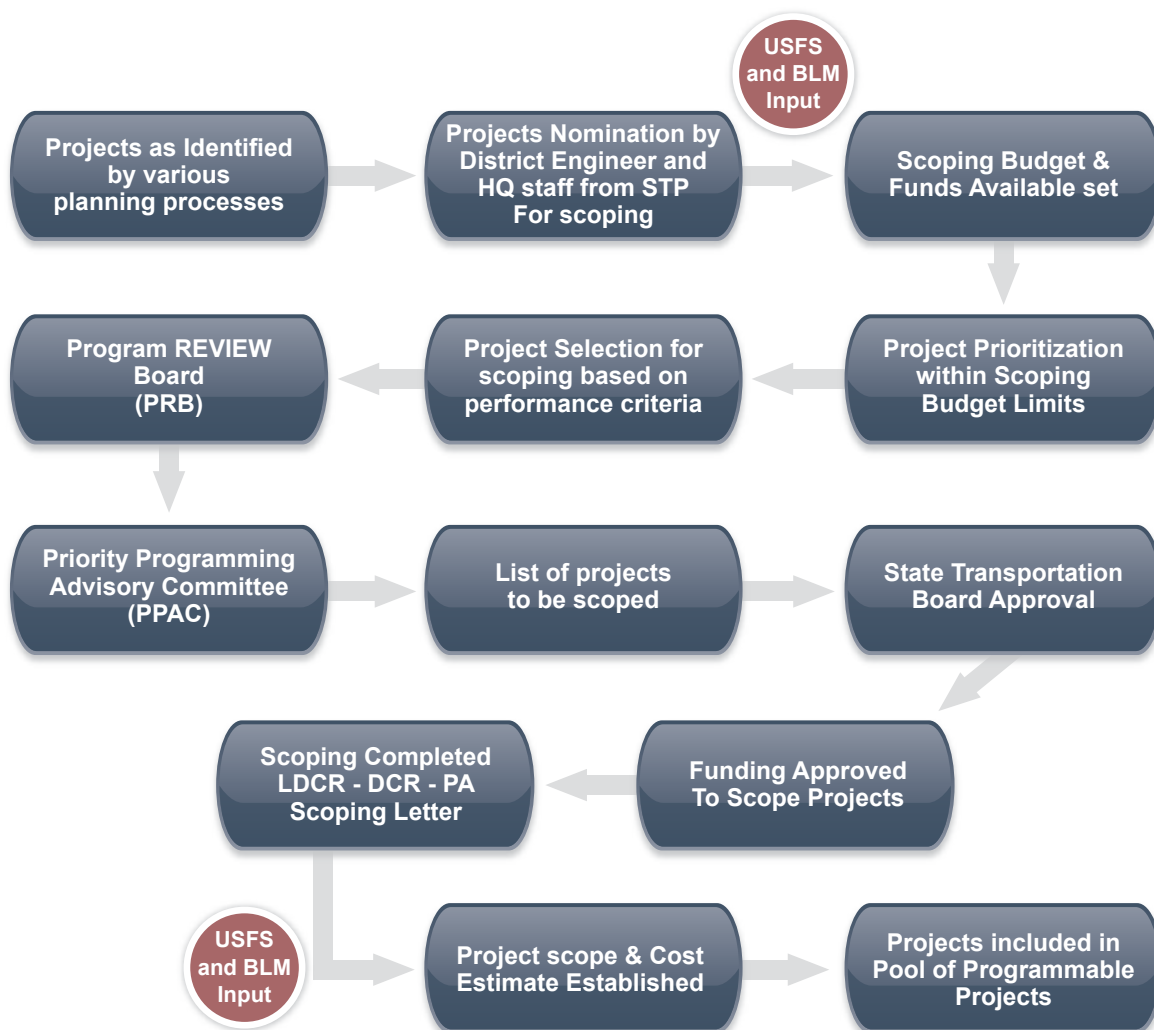 USFS
and BLM
Input
Projects as Identified
by various
planning processes
Projects Nomination by
District Engineer and
HQ staff from STP
For scoping
Scoping Budget &
Funds Available set
Program REVIEW
Board
(PRB)
Project Selection for
scoping based on
performance criteria
Project Prioritization
within Scoping
Budget Limits
Priority Programming
Advisory Committee
(PPAC)
List of projects
to be scoped
State Transportation
Board Approval
Scoping Completed
LDCR - DCR - PA
Scoping Letter
Funding Approved
To Scope Projects
USFS
and BLM
Input
Project scope & Cost
Estimate Established
Projects included in
Pool of Programmable
Projects